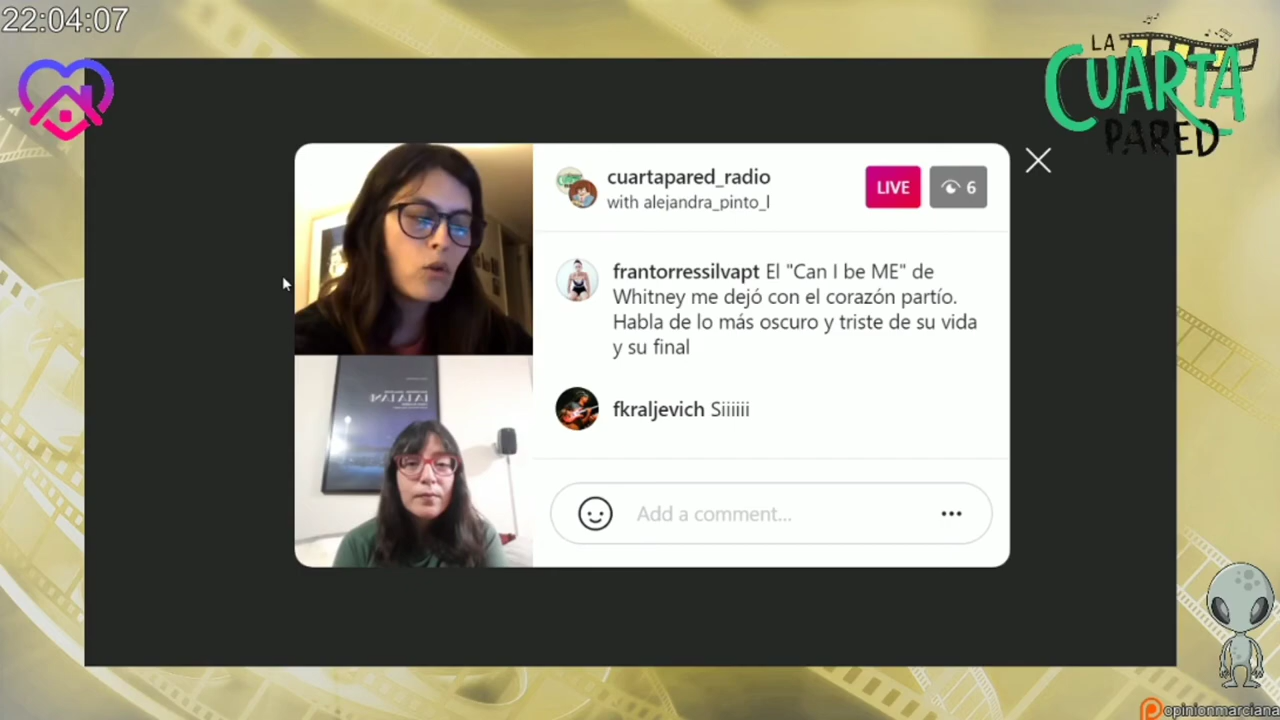 22:04:07
LA
CUARTA
PARED
cuartapared_radio
with alejandra_pinto_l
LIVE
6
frantorressilvapt El "Can I be ME" de
Whitney me dejó con el corazón partío.
Habla de lo más oscuro y triste de su vida
y su final
fkraljevich Siiiiii
Add a comment...
opinionmarciana